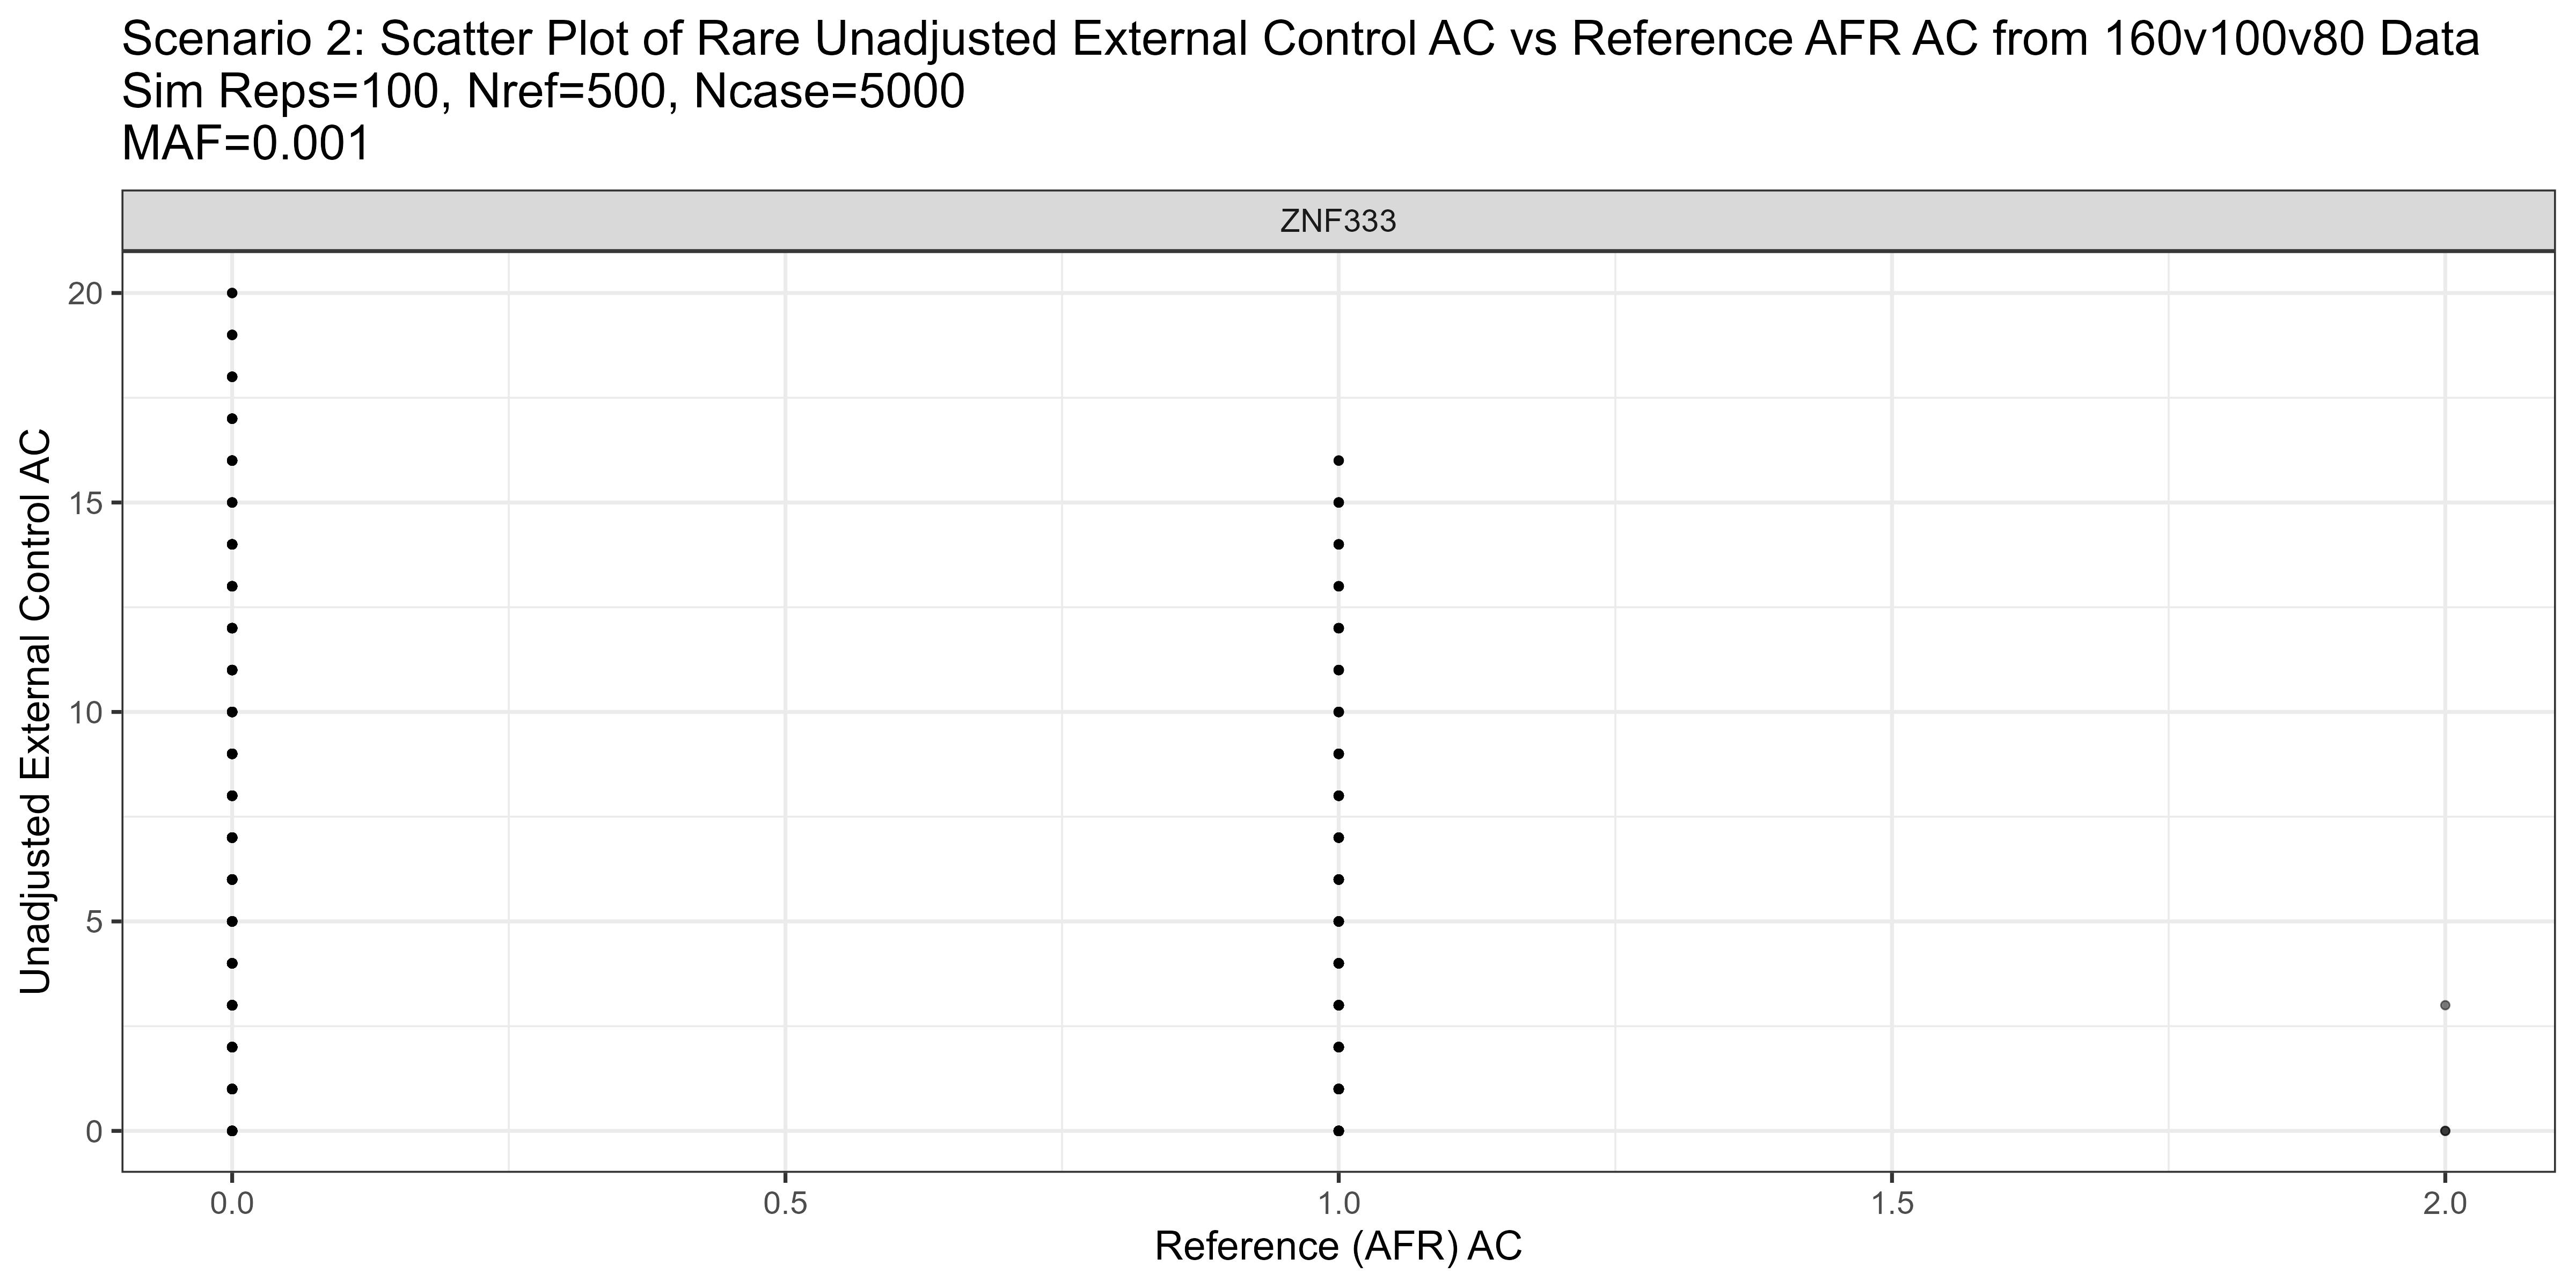 Scenario 2: Scatter Plot of Rare Unadjusted External Control AC vs Reference AFR AC from 160v100v80 Data
Sim Reps=100, Nref=500, Ncase=5000
MAF=0.001
ZNF333
Unadjusted External Control AC
20
15
10
5
0
0.0
0.5
1.0
1.5
2.0
Reference (AFR) AC